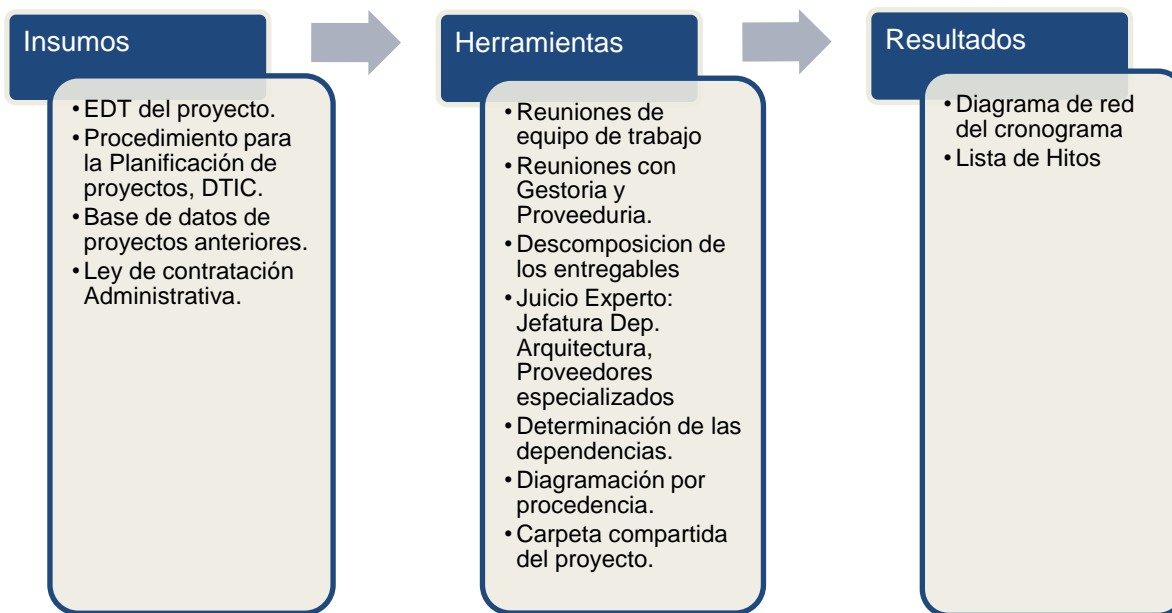 Insumos
• EDT del proyecto.
• Procedimiento para
la Planificación de
proyectos, DTIC.
• Base de datos de
proyectos anteriores.
• Ley de contratación
Administrativa.
Herramientas
• Reuniones de
equipo de trabajo
• Reuniones con
Gestoria y
Proveeduria.
• Descomposicion de
los entregables
• Juicio Experto:
Jefatura Dep.
Arquitectura,
Proveedores
especializados
• Determinación de las
dependencias.
• Diagramación por
procedencia.
• Carpeta compartida
del proyecto.
Resultados
• Diagrama de red
del cronograma
• Lista de Hitos